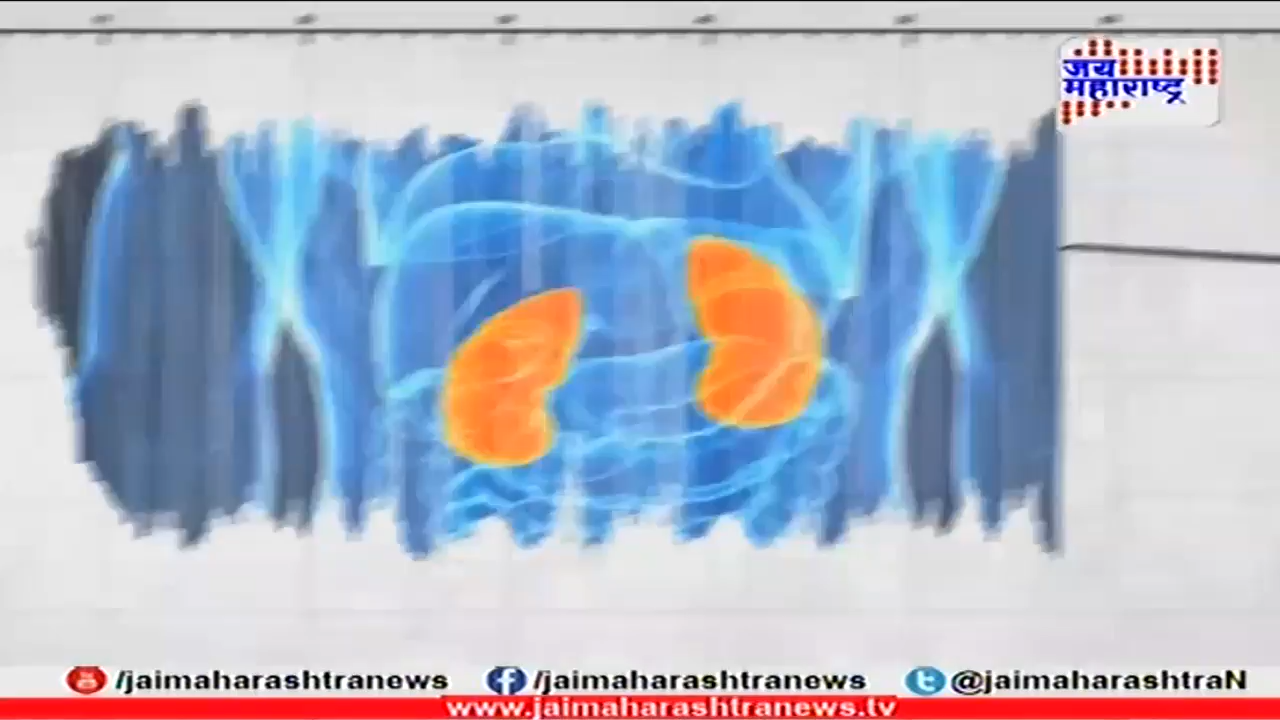 जय
महाराष्ट्र
/jaimaharashtranews /jaimaharashtranews @jaimaharashtraN
www.jaimaharashtranews.tv